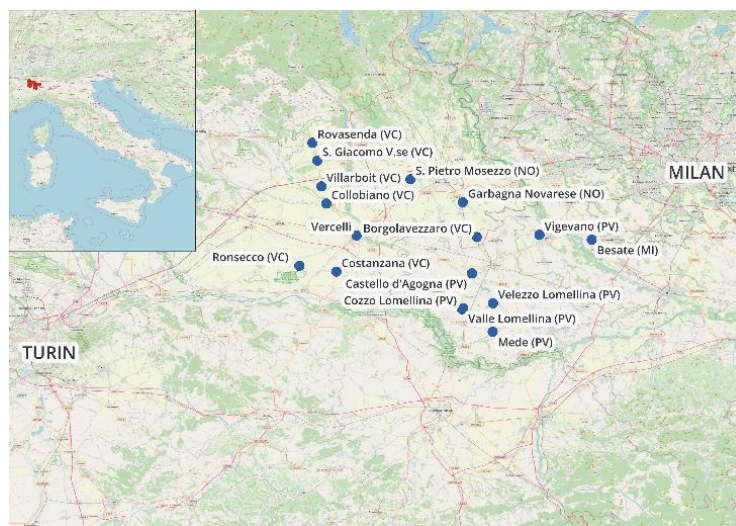 Rovasenda (VC)
S. Giacomo V.se (VC)
S. Pietro Mosezzo (NO)
MILAN
Villarboit (VC)
Collobiano (VC)
Garbagna Novarese (NO)
Vercelli
Borgolavezzaro (VC)
Vigevano (PV)
Besate (MI)
Ronsecco (VC)
Costanzana (VC)
Castello d'Agogna (PV)
Cozzo Lomellina (PV)
Velezzo Lomellina (PV)
Valle Lomellina (PV)
Mede (PV)
TURIN